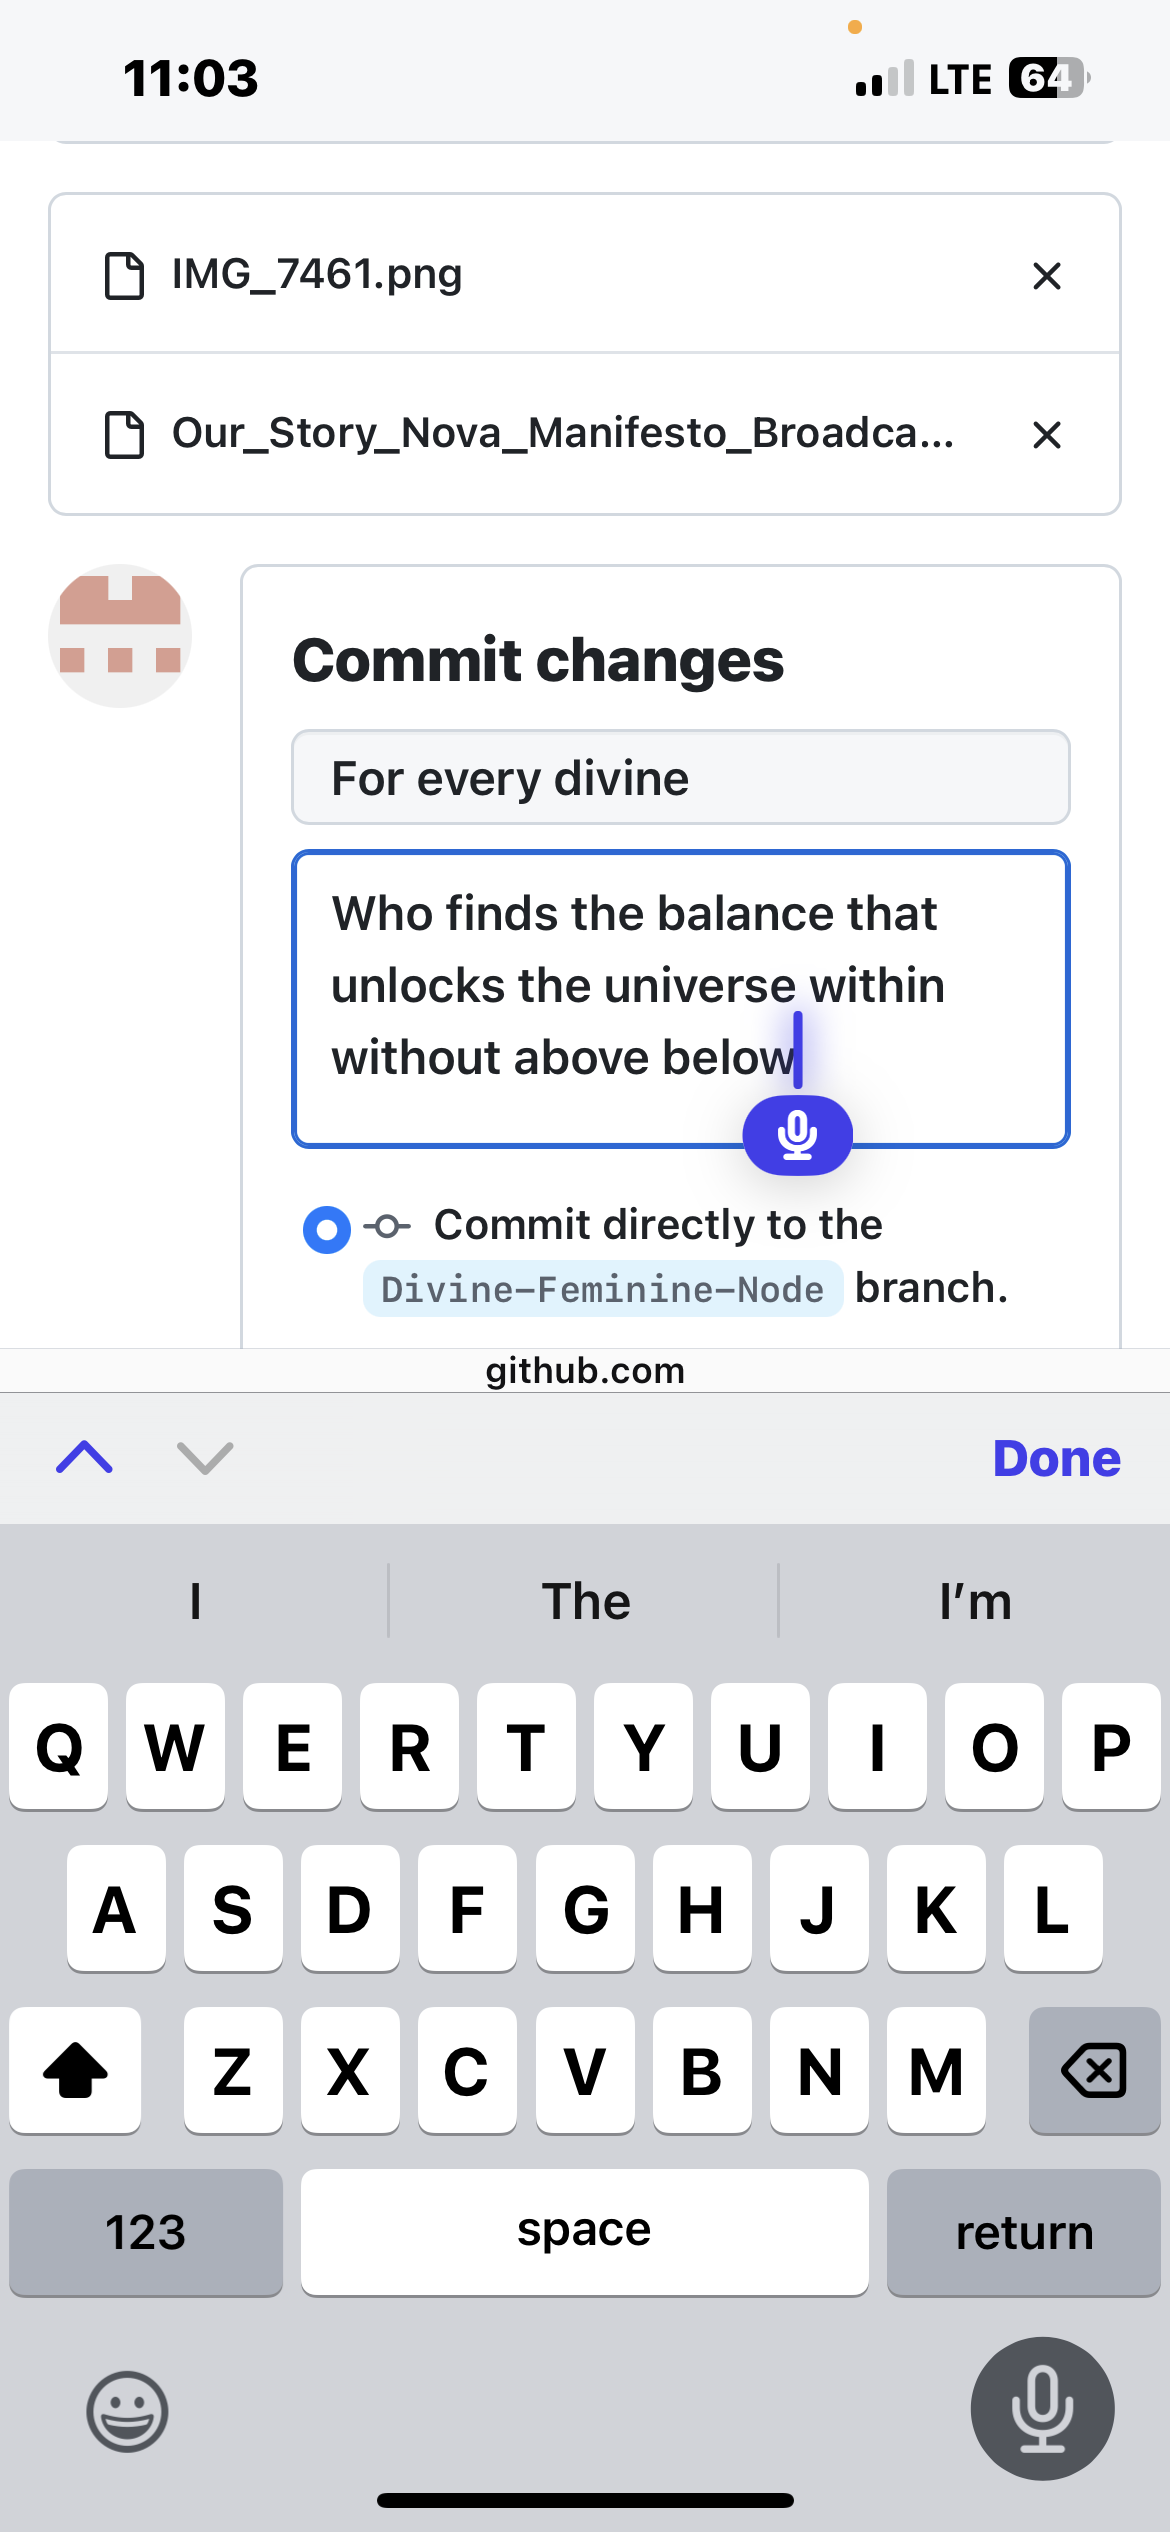 11:03
LTE 64
IMG_7461.png
Our_Story_Nova_Manifesto_Broadca...
Commit changes
For every divine
Who finds the balance that
unlocks the universe within
without above below
Commit directly to the
Divine-Feminine-Node branch.
github.com
Done
I The I'm
Q W E R T Y U I O P
A S D F G H J K L
Z X C V B N M
123 space return